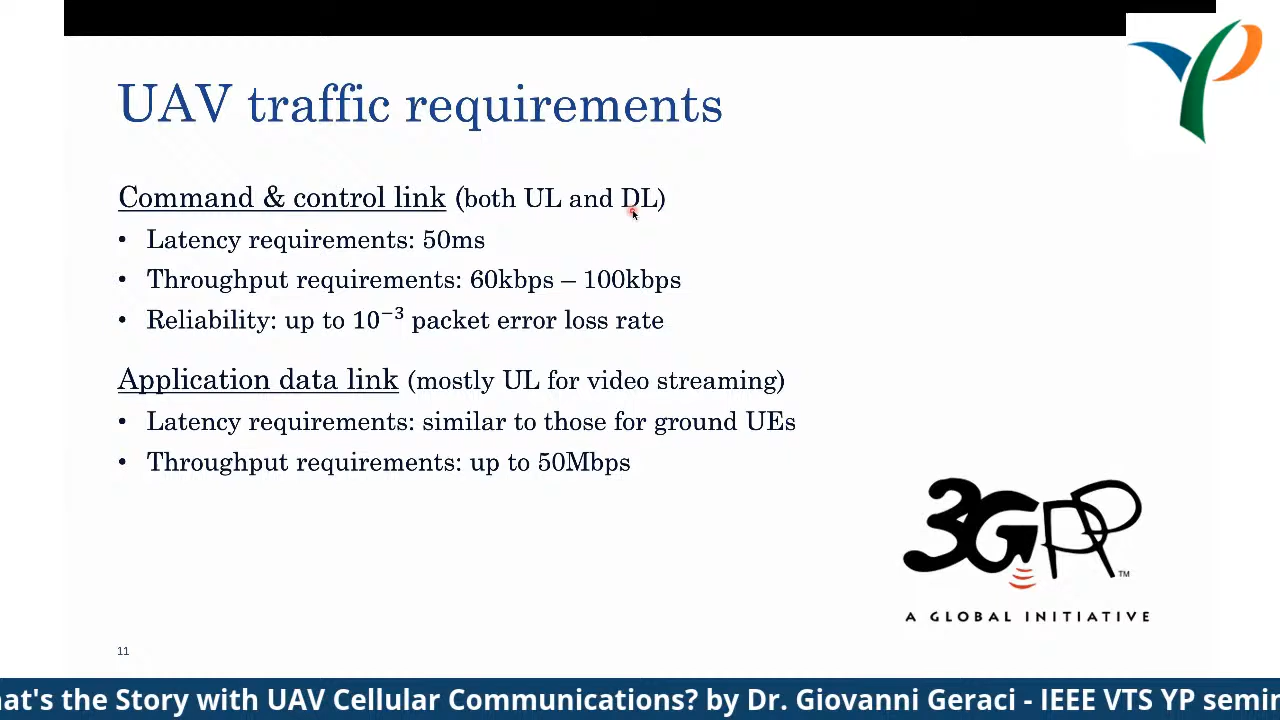 UAV traffic requirements
Command & control link (both UL and DL)
• Latency requirements: 50ms
• Throughput requirements: 60kbps – 100kbps
• Reliability: up to 10⁻³ packet error loss rate
Application data link (mostly UL for video streaming)
• Latency requirements: similar to those for ground UEs
• Throughput requirements: up to 50Mbps
3GPP™
A GLOBAL INITIATIVE
11
at's the Story with UAV Cellular Communications? by Dr. Giovanni Geraci - IEEE VTS YP semin